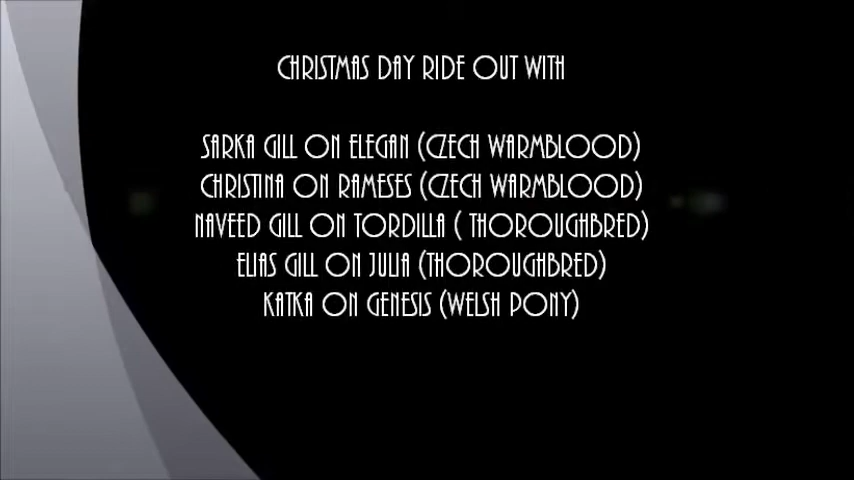 CHRISTMAS DAY RIDE OUT WITH
SARKA GILL ON ELEGAN (CZECH WARMBLOOD)
CHRISTINA ON RAMESES (CZECH WARMBLOOD)
NAVEED GILL ON TORDILLA ( THOROUGHBRED)
ELIAS GILL ON JULIA (THOROUGHBRED)
KATKA ON GENESIS (WELSH PONY)